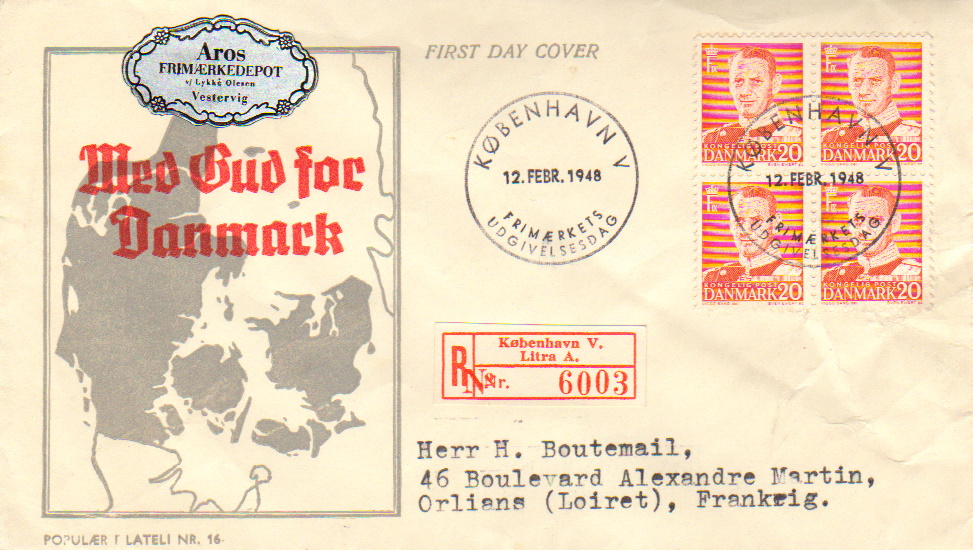 Aros
FRIMÆRKEDEPOT
v/ Lykke Olesen
Vestervig
Med Gud for
Danmark
POPULÆR FILATELI NR. 16
FIRST DAY COVER
KØBENHAVN V
12. FEBR. 1948
FRIMÆRKETS
UDGIVELSESDAG
KONGELIG POST
DANMARK 20
KONGELIG POST
DANMARK 20
KØBENHAVN V
12. FEBR. 1948
FRIMÆRKETS
UDGIVELSESDAG
KONGELIG POST
DANMARK 20
KONGELIG POST
DANMARK 20
København V.
Litra A.
R Nr. 6003
Herr H. Boutemail,
46 Boulevard Alexandre Martin,
Orlians (Loiret), Frankrig.